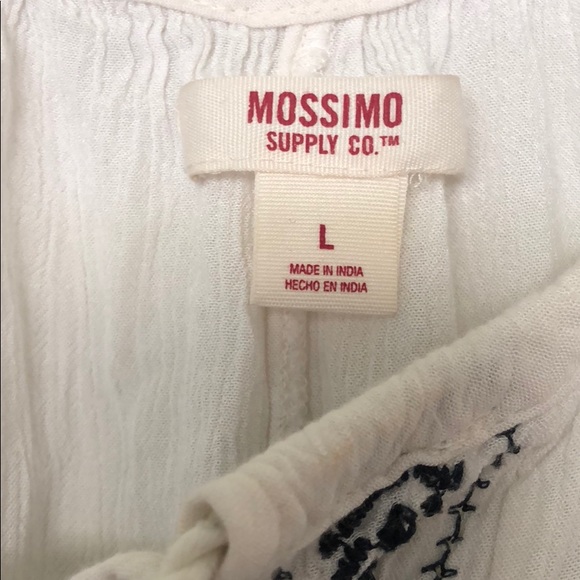 MOSSIMO
SUPPLY CO.™
L
MADE IN INDIA
HECHO EN INDIA